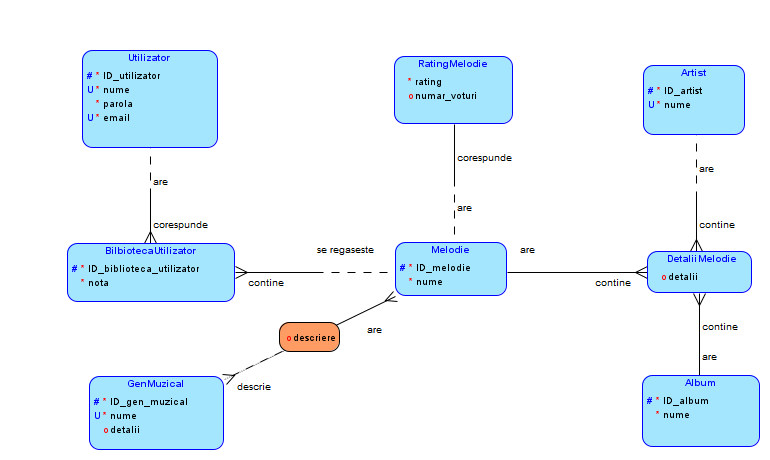 Utilizator
# * ID_utilizator
U * nume
* parola
U * email
RatingMelodie
* rating
o numar_voturi
Artist
# * ID_artist
U * nume
are
corespunde
are
are
corespunde
contine
BilbiotecaUtilizator
# * ID_biblioteca_utilizator
* nota
se regaseste
contine
Melodie
# * ID_melodie
* nume
are
contine
DetaliiMelodie
o detalii
o descriere
are
descrie
contine
are
GenMuzical
# * ID_gen_muzical
U * nume
o detalii
Album
# * ID_album
* nume